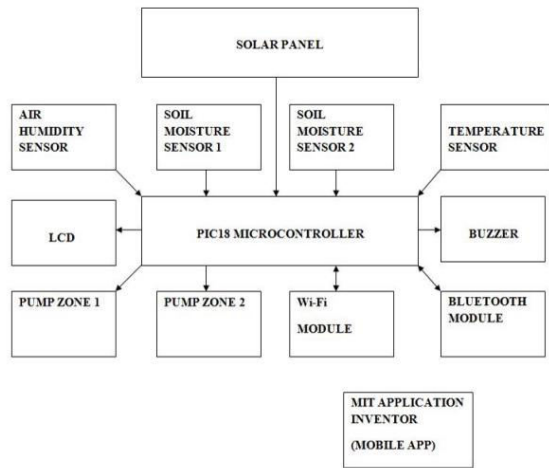 SOLAR PANEL
AIR
HUMIDITY
SENSOR
SOIL
MOISTURE
SENSOR 1
SOIL
MOISTURE
SENSOR 2
TEMPERATURE
SENSOR
LCD
PIC18 MICROCONTROLLER
BUZZER
PUMP ZONE 1
PUMP ZONE 2
Wi-Fi
MODULE
BLUETOOTH
MODULE
MIT APPLICATION
INVENTOR
(MOBILE APP)